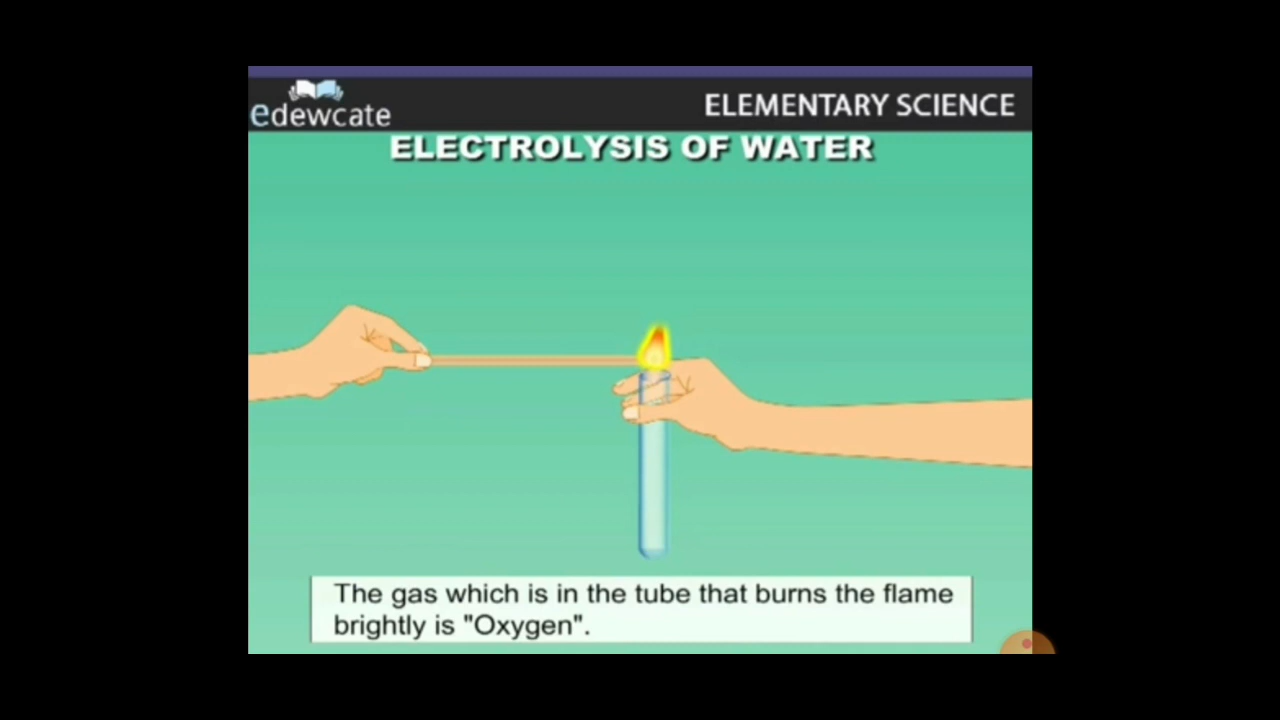 edewcate
ELEMENTARY SCIENCE
ELECTROLYSIS OF WATER
The gas which is in the tube that burns the flame
brightly is "Oxygen".